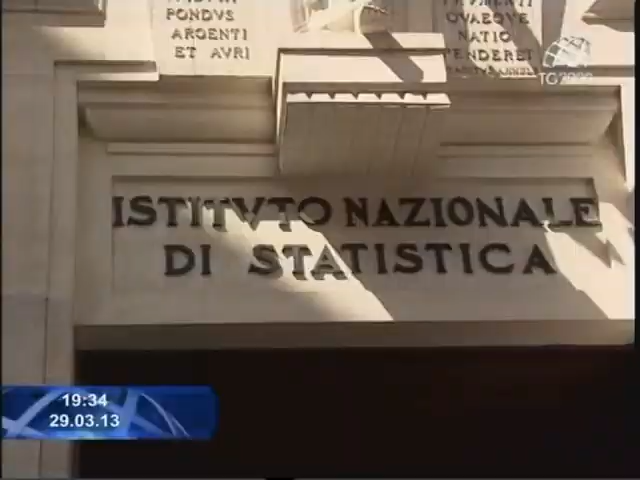 PONDVS
ARGENTI
ET AVRI
QVAEQVE
NATIO
PENDERET
TG2000
ISTITVTO NAZIONALE
DI STATISTICA
19:34
29.03.13